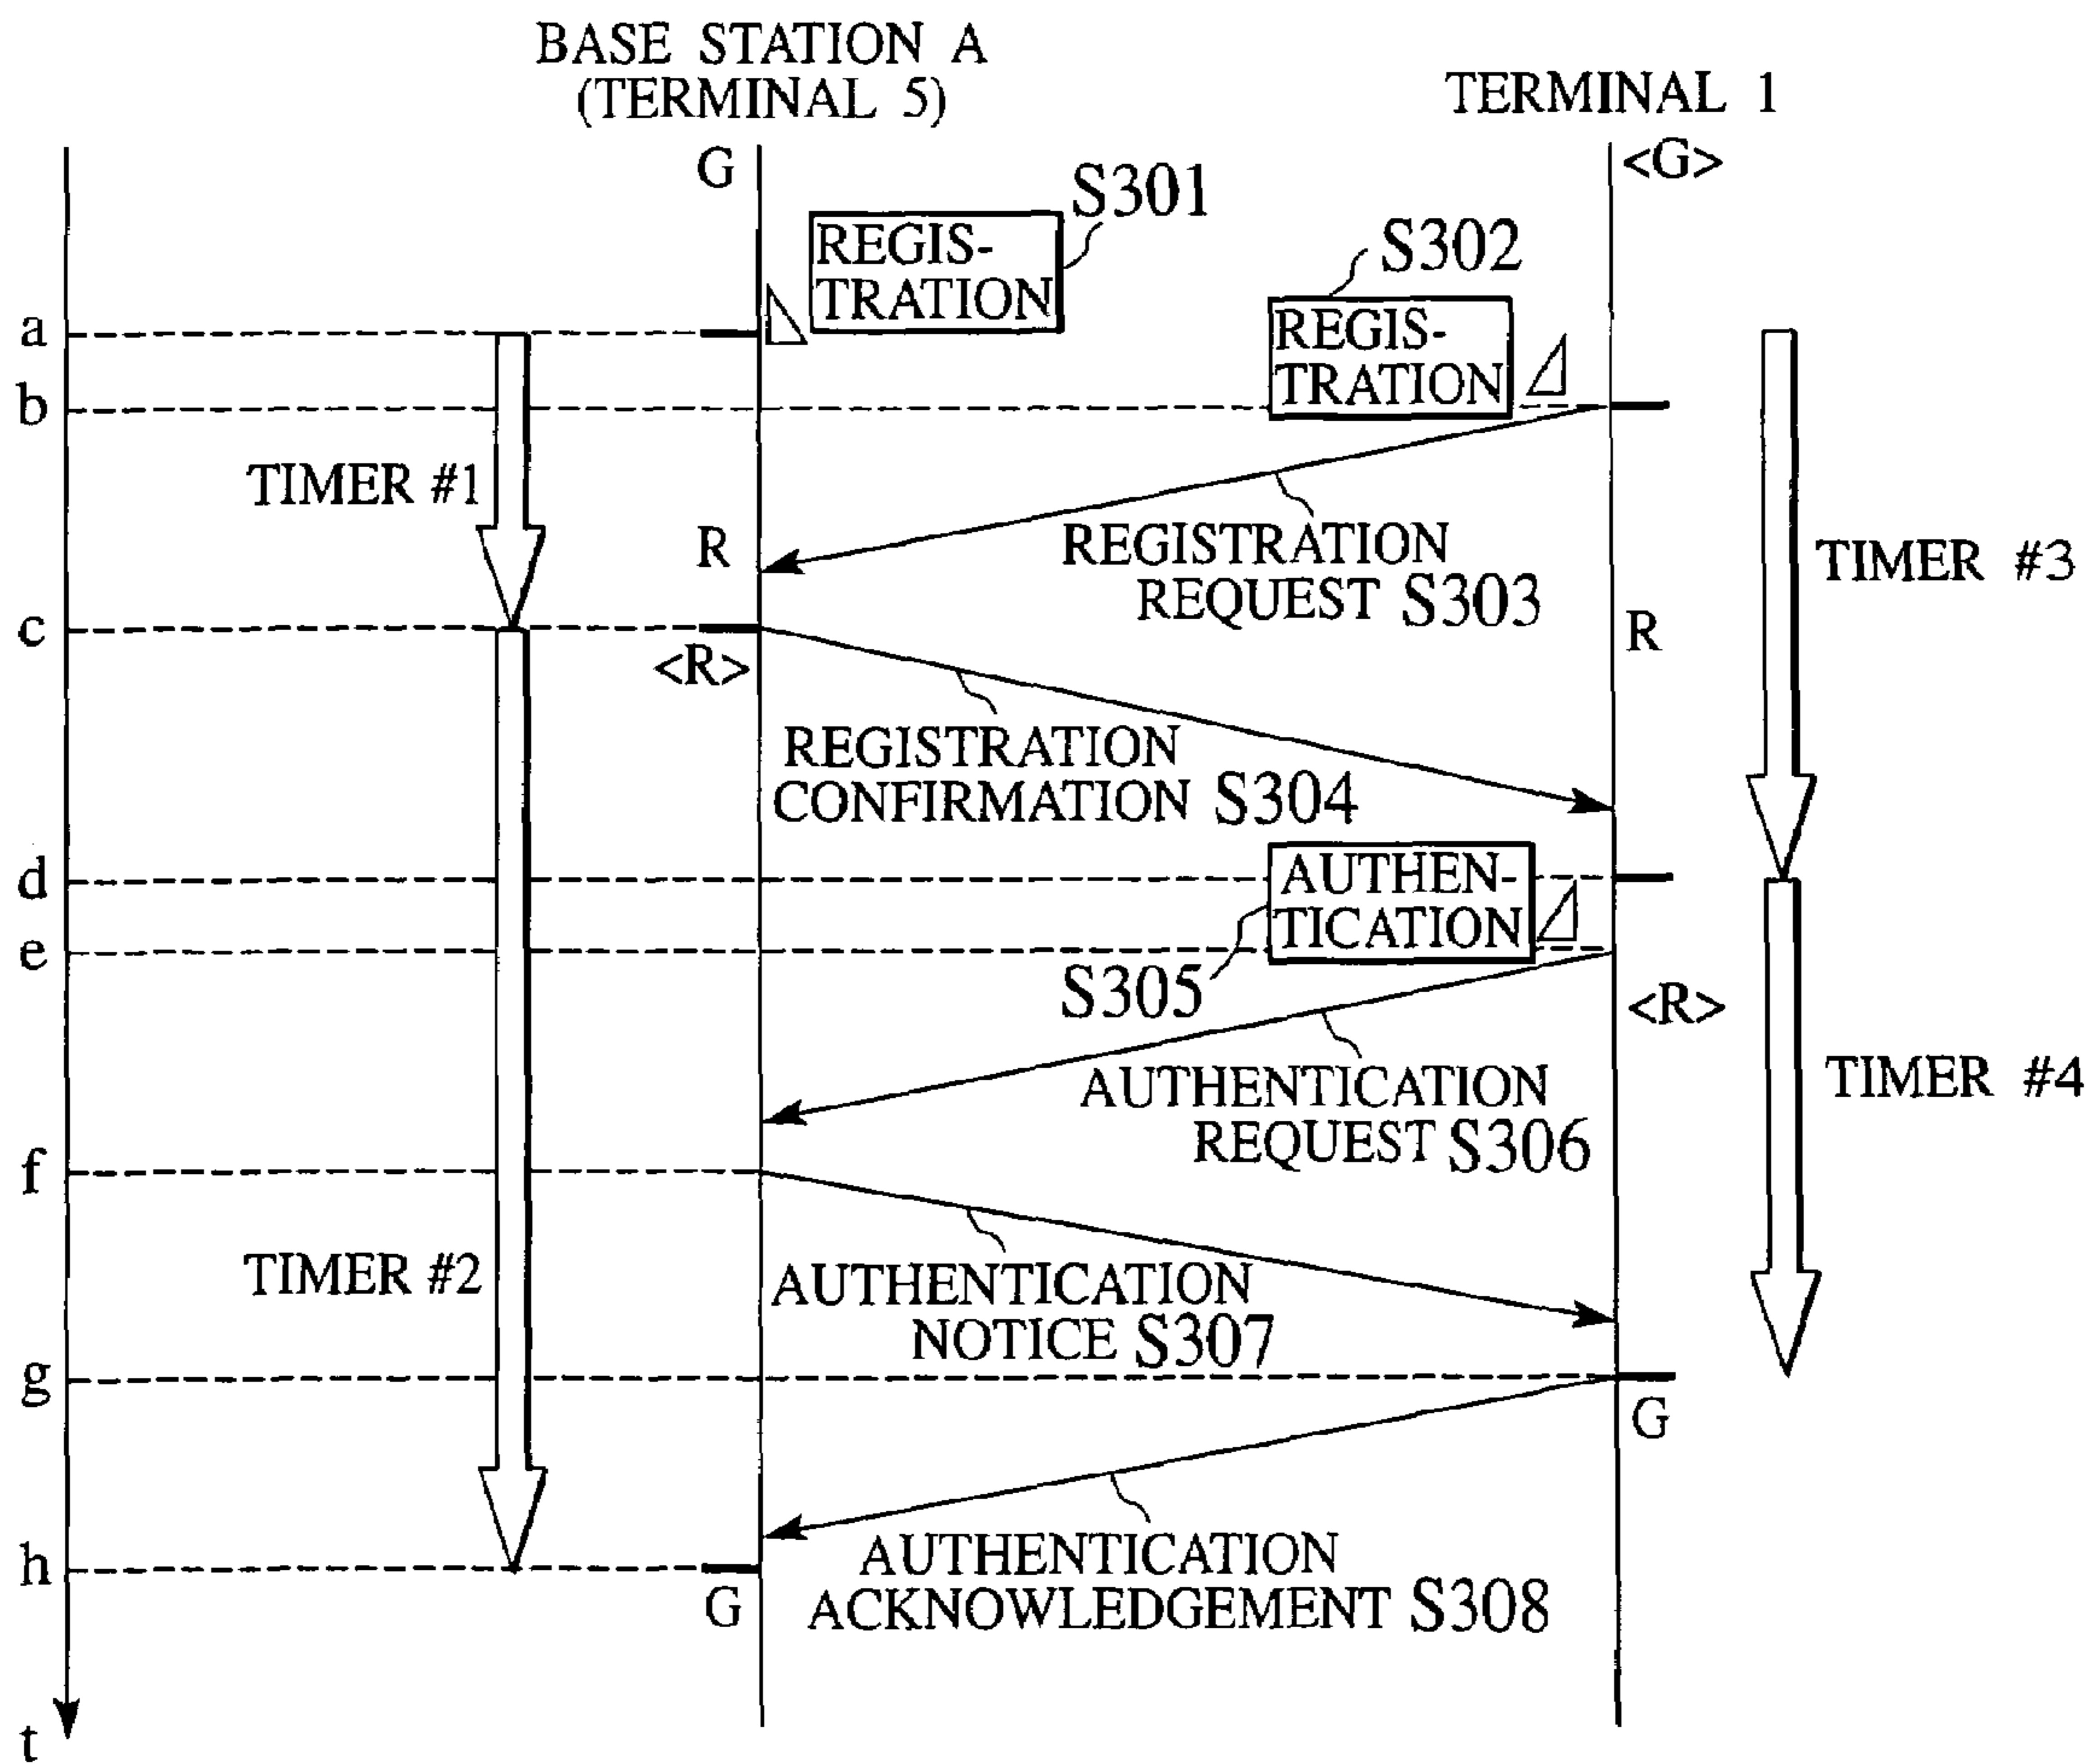 BASE STATION A
(TERMINAL 5)
TERMINAL 1
G
<G>
S301
REGIS-
TRATION
S302
REGIS-
TRATION
a
b
TIMER #1
R
REGISTRATION
REQUEST S303
TIMER #3
c
R
<R>
REGISTRATION
CONFIRMATION S304
d
AUTHEN-
TICATION
e
S305
<R>
AUTHENTICATION
REQUEST S306
TIMER #4
f
TIMER #2
AUTHENTICATION
NOTICE S307
g
G
h
AUTHENTICATION
ACKNOWLEDGEMENT S308
G
t